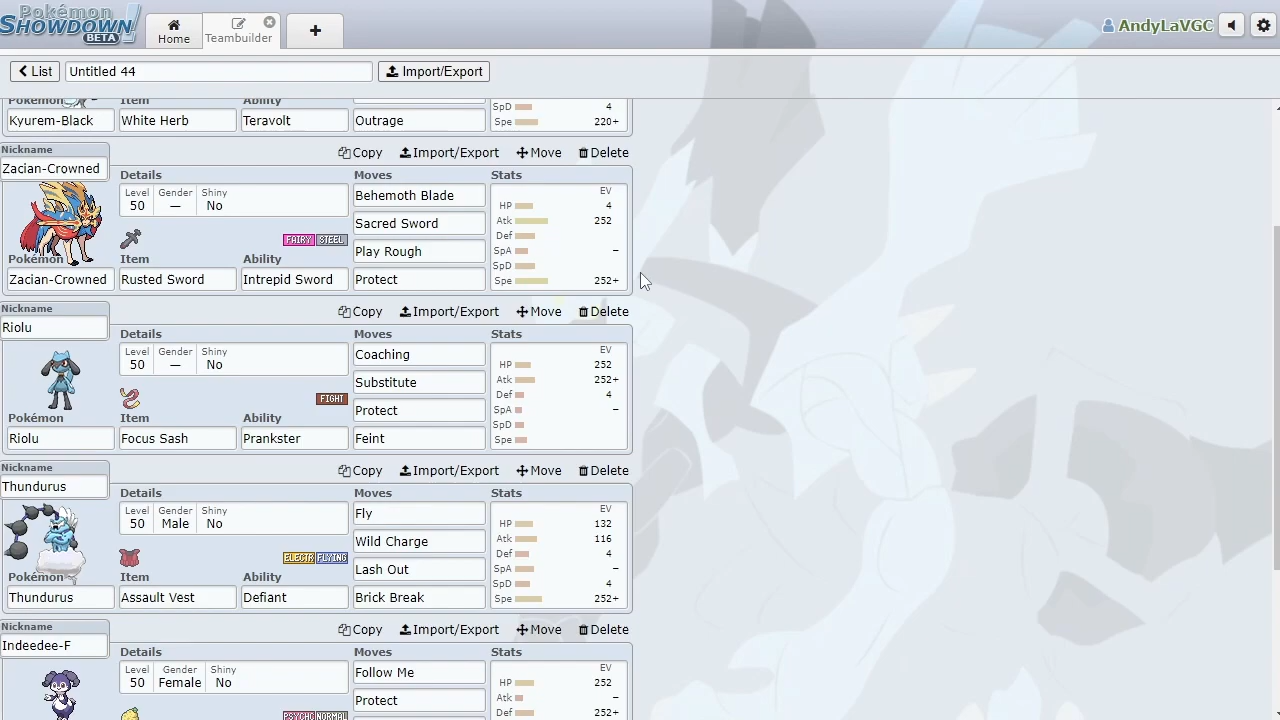 Pokémon
SHOWDOWN!
BETA
Home
Teambuilder
+
AndyLaVGC
List
Untitled 44
Import/Export
Pokémon Item Ability
Kyurem-Black White Herb Teravolt Outrage
SpD 4
Spe 220+
Nickname
Zacian-Crowned
Copy Import/Export Move Delete
Details Moves Stats
Level Gender Shiny
50 — No
FAIRY STEEL
Pokémon Item Ability
Zacian-Crowned Rusted Sword Intrepid Sword
Behemoth Blade
Sacred Sword
Play Rough
Protect
EV
HP 4
Atk 252
Def
SpA –
SpD
Spe 252+
Nickname
Riolu
Copy Import/Export Move Delete
Details Moves Stats
Level Gender Shiny
50 — No
FIGHT
Pokémon Item Ability
Riolu Focus Sash Prankster
Coaching
Substitute
Protect
Feint
EV
HP 252
Atk 252+
Def 4
SpA –
SpD
Spe
Nickname
Thundurus
Copy Import/Export Move Delete
Details Moves Stats
Level Gender Shiny
50 Male No
ELECTR FLYING
Pokémon Item Ability
Thundurus Assault Vest Defiant
Fly
Wild Charge
Lash Out
Brick Break
EV
HP 132
Atk 116
Def 4
SpA –
SpD 4
Spe 252+
Nickname
Indeedee-F
Copy Import/Export Move Delete
Details Moves Stats
Level Gender Shiny
50 Female No
PSYCHC NORMAL
Follow Me
Protect
EV
HP 252
Atk –
Def 252+